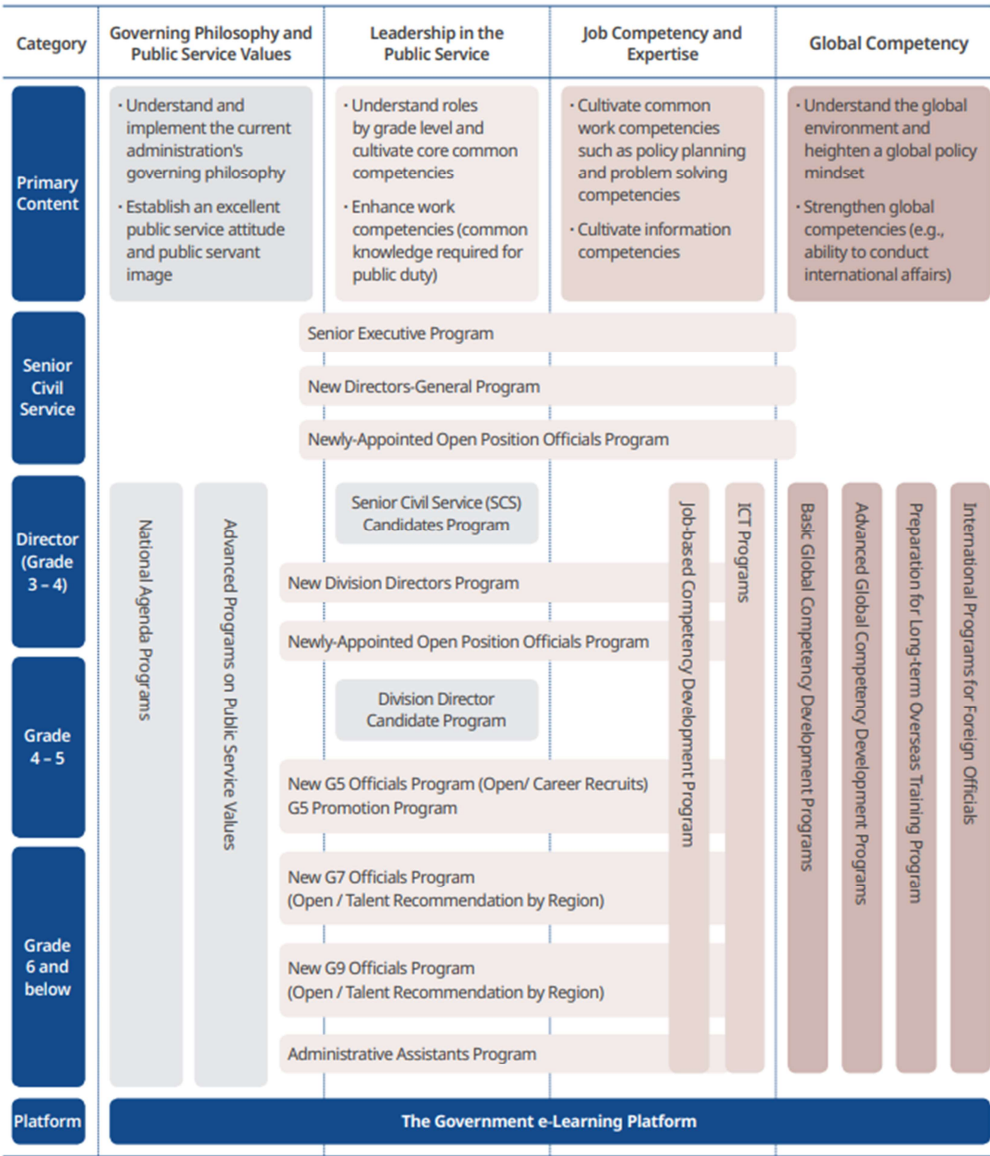 Category
Governing Philosophy and
Public Service Values
Leadership in the
Public Service
Job Competency and
Expertise
Global Competency
Primary
Content
· Understand and
implement the current
administration's
governing philosophy
· Establish an excellent
public service attitude
and public servant
image
· Understand roles
by grade level and
cultivate core common
competencies
· Enhance work
competencies (common
knowledge required for
public duty)
· Cultivate common
work competencies
such as policy planning
and problem solving
competencies
· Cultivate information
competencies
· Understand the global
environment and
heighten a global policy
mindset
· Strengthen global
competencies (e.g.,
ability to conduct
international affairs)
Senior
Civil
Service
Senior Executive Program
New Directors-General Program
Newly-Appointed Open Position Officials Program
Director
(Grade
3 – 4)
National Agenda Programs
Advanced Programs on Public Service Values
Senior Civil Service (SCS)
Candidates Program
New Division Directors Program
Newly-Appointed Open Position Officials Program
Job-based Competency Development Program
ICT Programs
Basic Global Competency Development Programs
Advanced Global Competency Development Programs
Preparation for Long-term Overseas Training Program
International Programs for Foreign Officials
Grade
4 – 5
Division Director
Candidate Program
New G5 Officials Program (Open/ Career Recruits)
G5 Promotion Program
Grade
6 and
below
New G7 Officials Program
(Open / Talent Recommendation by Region)
New G9 Officials Program
(Open / Talent Recommendation by Region)
Administrative Assistants Program
Platform
The Government e-Learning Platform